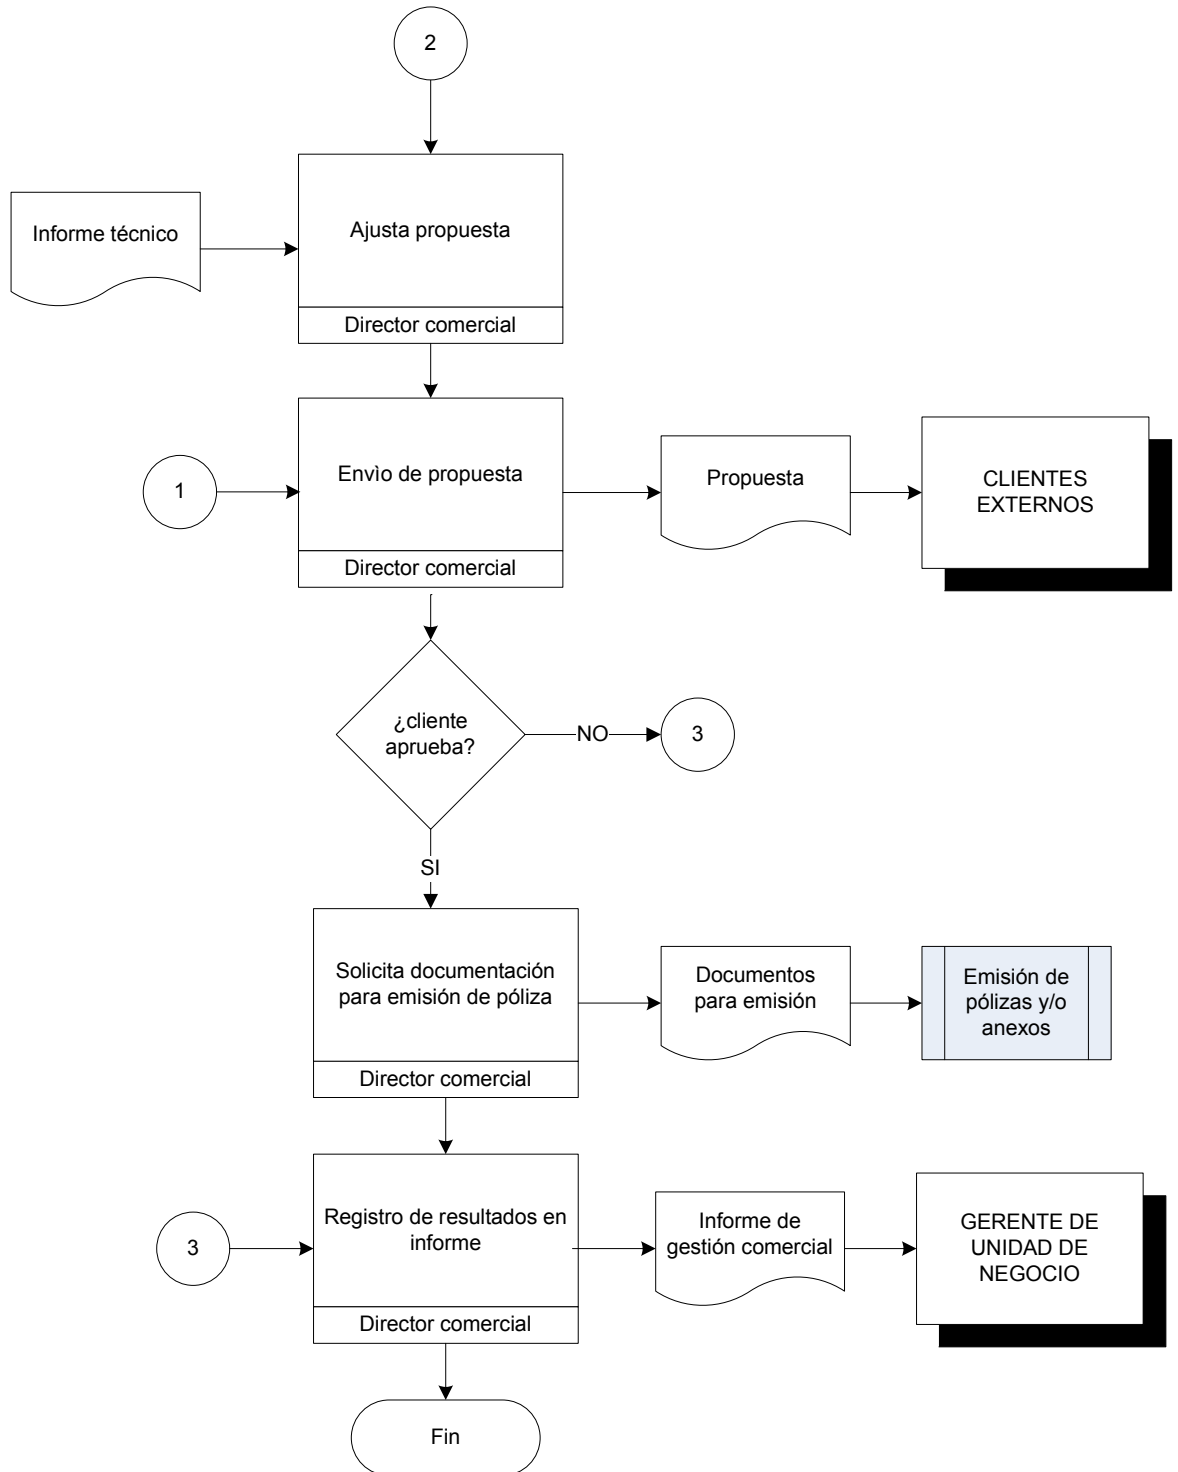 2
Informe técnico
Ajusta propuesta
Director comercial
1
Envìo de propuesta
Director comercial
Propuesta
CLIENTES
EXTERNOS
¿cliente
aprueba?
NO
3
SI
Solicita documentación
para emisión de póliza
Director comercial
Documentos
para emisión
Emisión de
pólizas y/o
anexos
3
Registro de resultados en
informe
Director comercial
Informe de
gestión comercial
GERENTE DE
UNIDAD DE
NEGOCIO
Fin